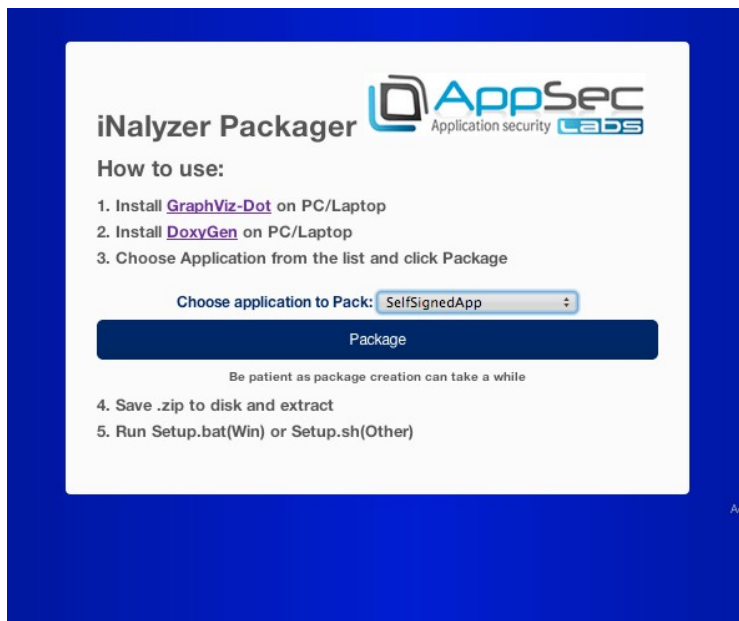 AppSec
iNalyzer Packager
Application security Labs
How to use:
1. Install GraphViz-Dot on PC/Laptop
2. Install DoxyGen on PC/Laptop
3. Choose Application from the list and click Package
Choose application to Pack: SelfSignedApp
Package
Be patient as package creation can take a while
4. Save .zip to disk and extract
5. Run Setup.bat(Win) or Setup.sh(Other)